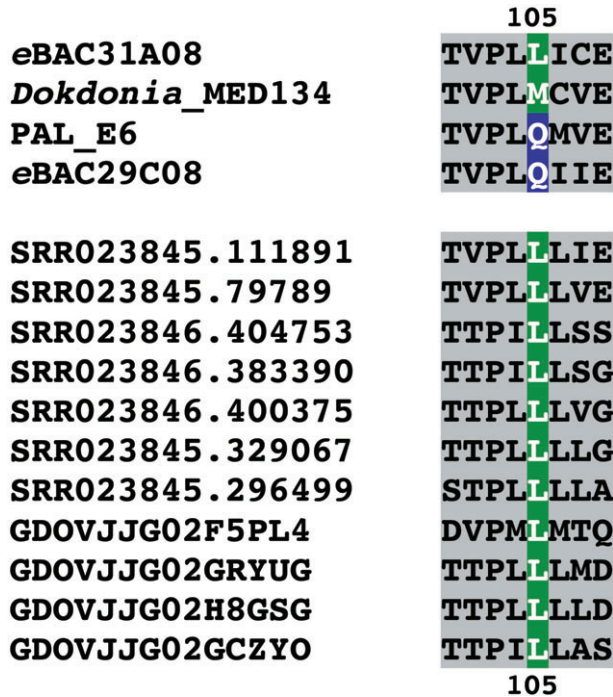 105
eBAC31A08 TVPLLICE
Dokdonia_MED134 TVPLMCVE
PAL_E6 TVPLQMVE
eBAC29C08 TVPLQIIE
SRR023845.111891 TVPLLLIE
SRR023845.79789 TVPLLLVE
SRR023846.404753 TTPILLSS
SRR023846.383390 TTPILLSG
SRR023846.400375 TTPLLLVG
SRR023845.329067 TTPLLLLG
SRR023845.296499 STPLLLLA
GDOVJJG02F5PL4 DVPMLMTQ
GDOVJJG02GRYUG TTPLLLMD
GDOVJJG02H8GSG TTPLLLLD
GDOVJJG02GCZYO TTPILLAS
105